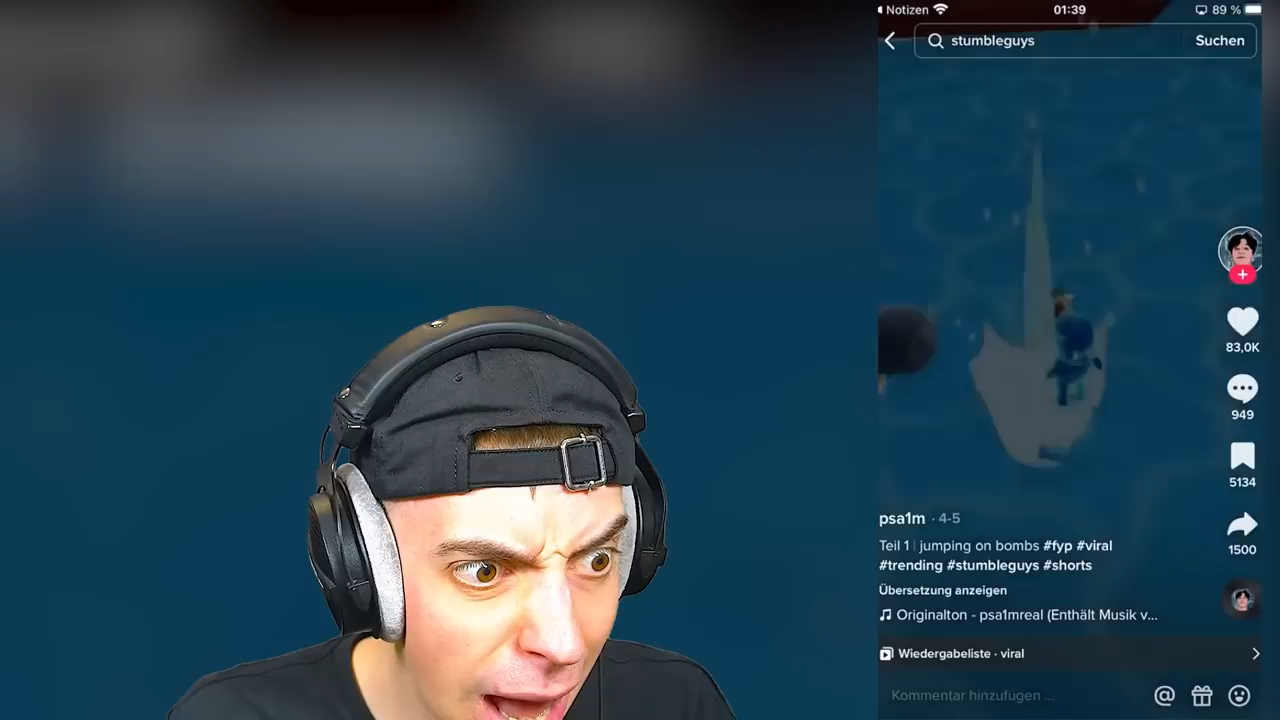 Notizen 01:39 89 %
stumbleguys Suchen
83,0K
949
5134
1500
psa1m · 4-5
Teil 1 | jumping on bombs #fyp #viral
#trending #stumbleguys #shorts
Übersetzung anzeigen
Originalton - psa1mreal (Enthält Musik v...
Wiedergabeliste · viral
Kommentar hinzufügen ...